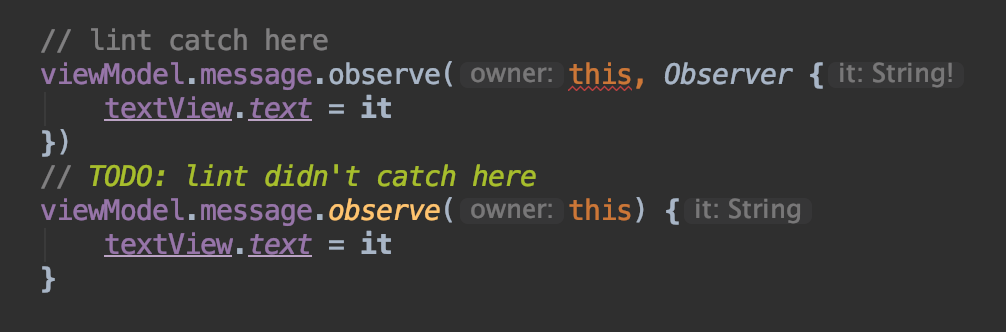 // lint catch here
viewModel.message.observe( owner: this, Observer { it: String!
textView.text = it
})
// TODO: lint didn't catch here
viewModel.message.observe( owner: this) { it: String
textView.text = it
}